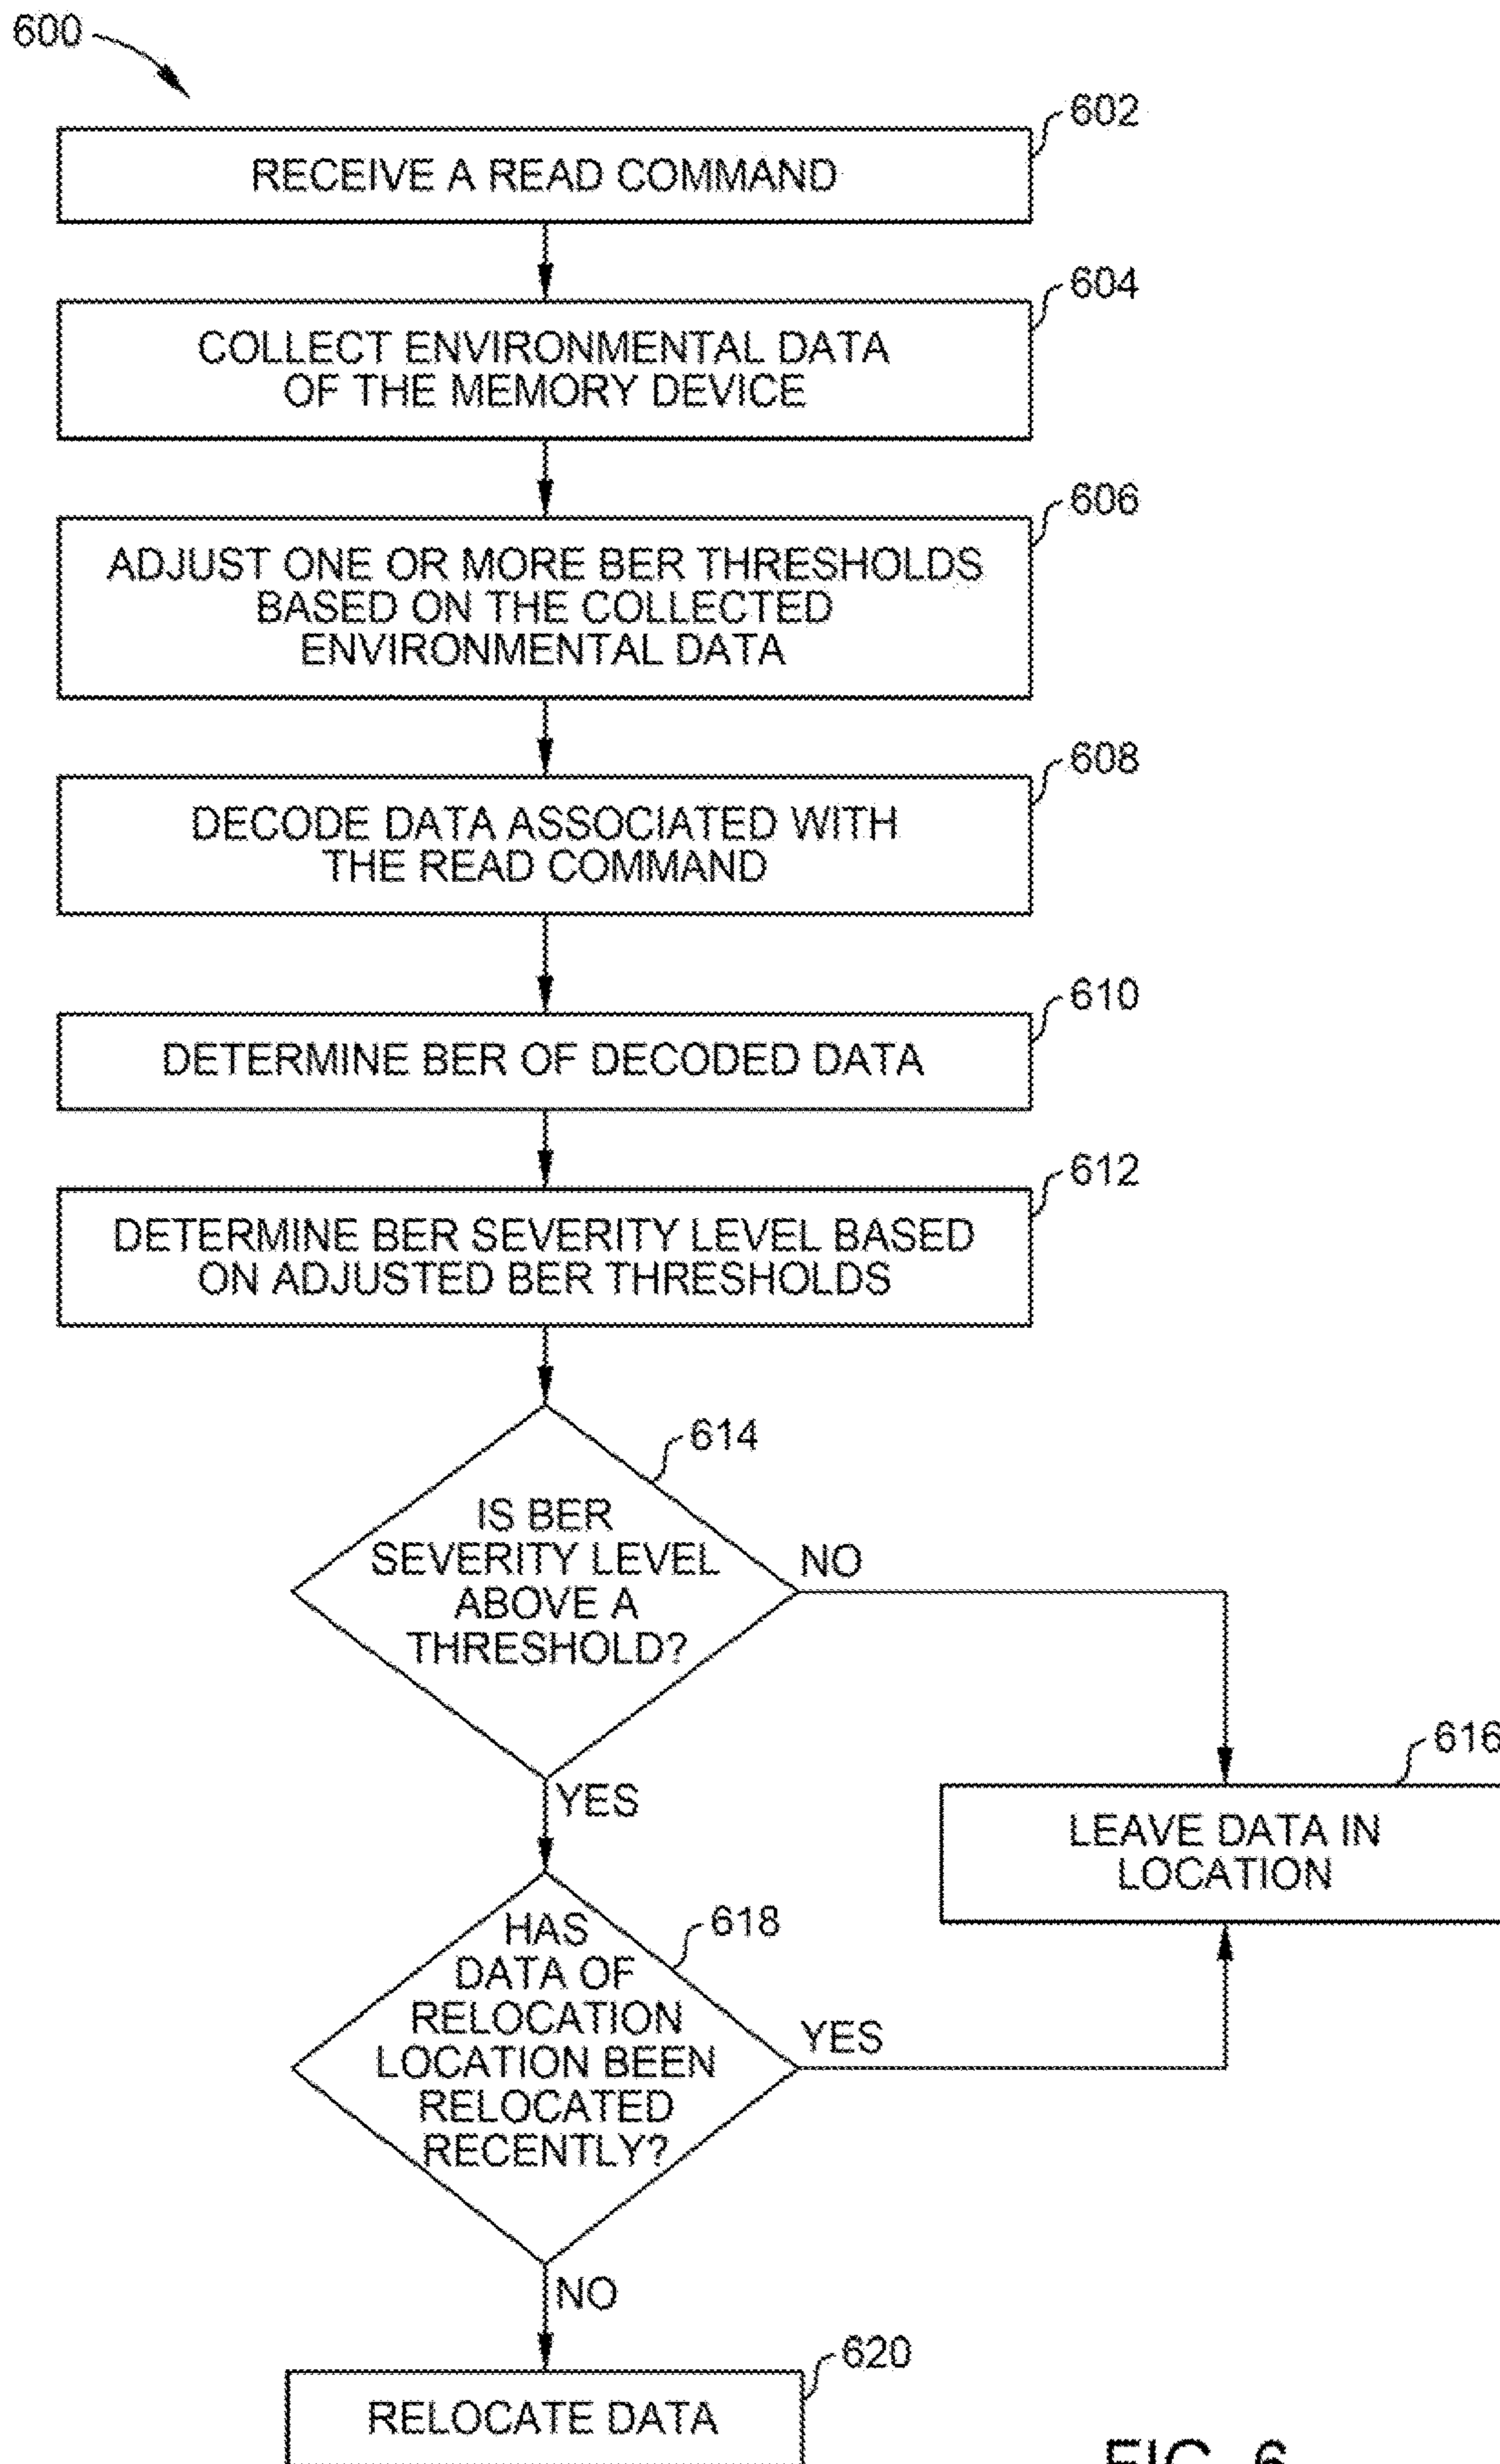 600
602
RECEIVE A READ COMMAND
604
COLLECT ENVIRONMENTAL DATA
OF THE MEMORY DEVICE
606
ADJUST ONE OR MORE BER THRESHOLDS
BASED ON THE COLLECTED
ENVIRONMENTAL DATA
608
DECODE DATA ASSOCIATED WITH
THE READ COMMAND
610
DETERMINE BER OF DECODED DATA
612
DETERMINE BER SEVERITY LEVEL BASED
ON ADJUSTED BER THRESHOLDS
614
IS BER
SEVERITY LEVEL
ABOVE A
THRESHOLD?
NO
YES
616
LEAVE DATA IN
LOCATION
618
HAS
DATA OF
RELOCATION
LOCATION BEEN
RELOCATED
RECENTLY?
YES
NO
620
RELOCATE DATA
FIG. 6